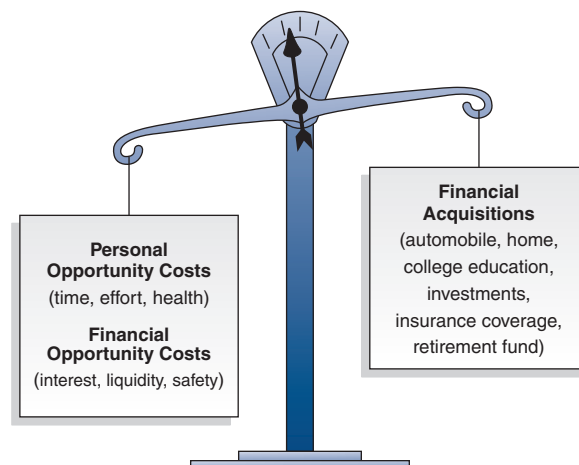 Personal
Opportunity Costs
(time, effort, health)
Financial
Opportunity Costs
(interest, liquidity, safety)
Financial
Acquisitions
(automobile, home,
college education,
investments,
insurance coverage,
retirement fund)